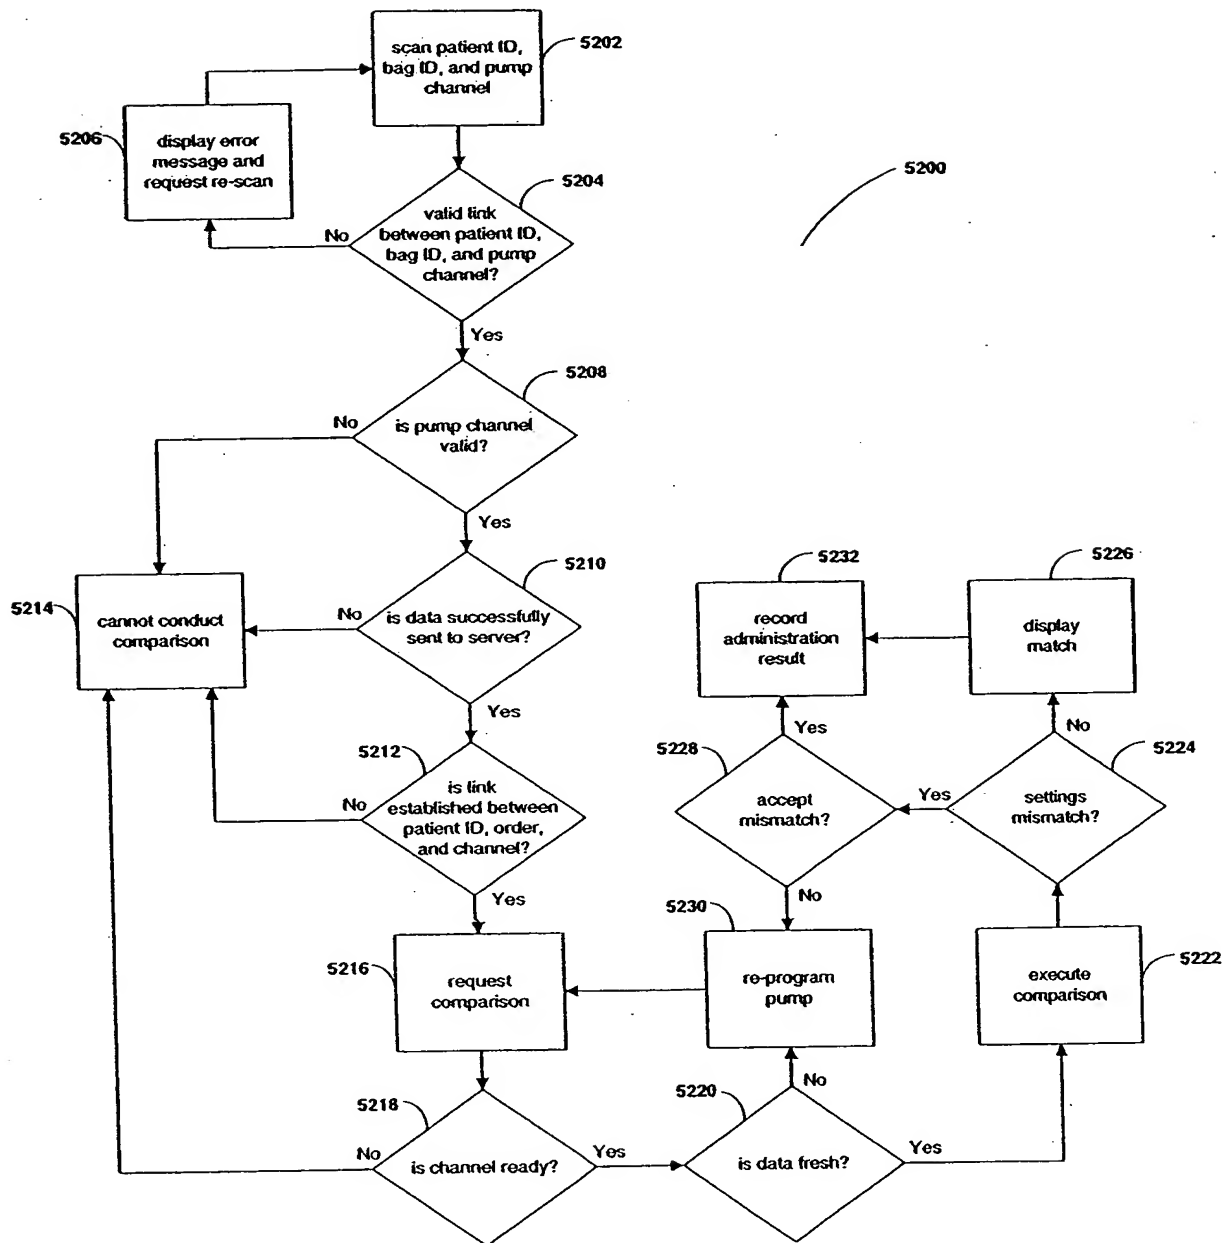 scan patient ID,
bag ID, and pump
channel
5202
5206
display error
message and
request re-scan
5204
5200
valid link
between patient ID,
bag ID, and pump
channel?
No
Yes
5208
No
is pump channel
valid?
Yes
5210
5214
cannot conduct
comparison
No
is data successfully
sent to server?
Yes
5232
record
administration
result
5226
display
match
5212
No
is link
established between
patient ID, order,
and channel?
Yes
5228
Yes
accept
mismatch?
No
Yes
No
5224
settings
mismatch?
5216
request
comparison
5230
re-program
pump
5222
execute
comparison
5218
No
is channel ready?
Yes
5220
No
is data fresh?
Yes